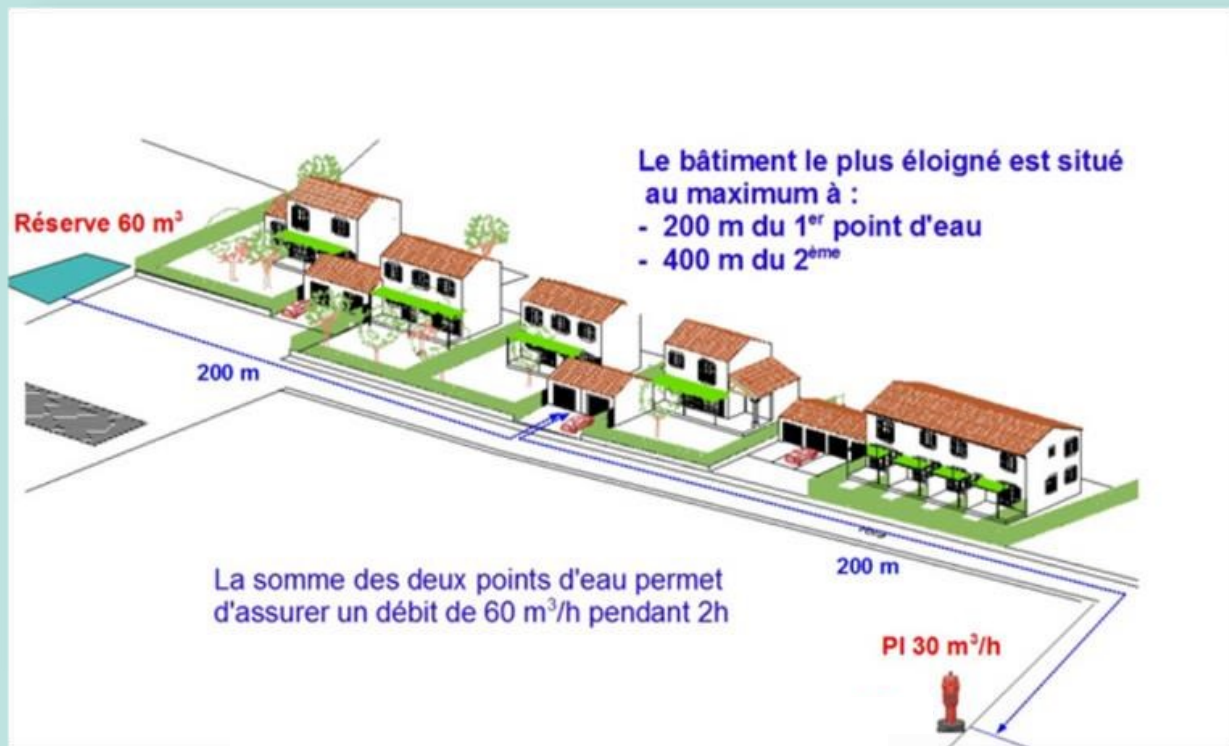 Le bâtiment le plus éloigné est situé
au maximum à :
- 200 m du 1er point d'eau
- 400 m du 2ème
Réserve 60 m³
200 m
200 m
La somme des deux points d'eau permet
d'assurer un débit de 60 m³/h pendant 2h
PI 30 m³/h